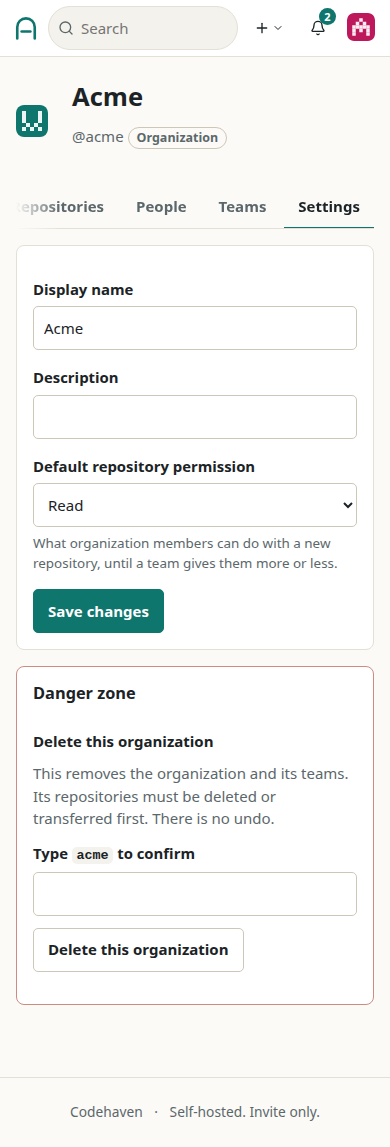 Search
2
Acme
@acme Organization
Repositories People Teams Settings
Display name
Acme
Description
Default repository permission
Read
What organization members can do with a new
repository, until a team gives them more or less.
Save changes
Danger zone
Delete this organization
This removes the organization and its teams.
Its repositories must be deleted or
transferred first. There is no undo.
Type acme to confirm
Delete this organization
Codehaven · Self-hosted. Invite only.